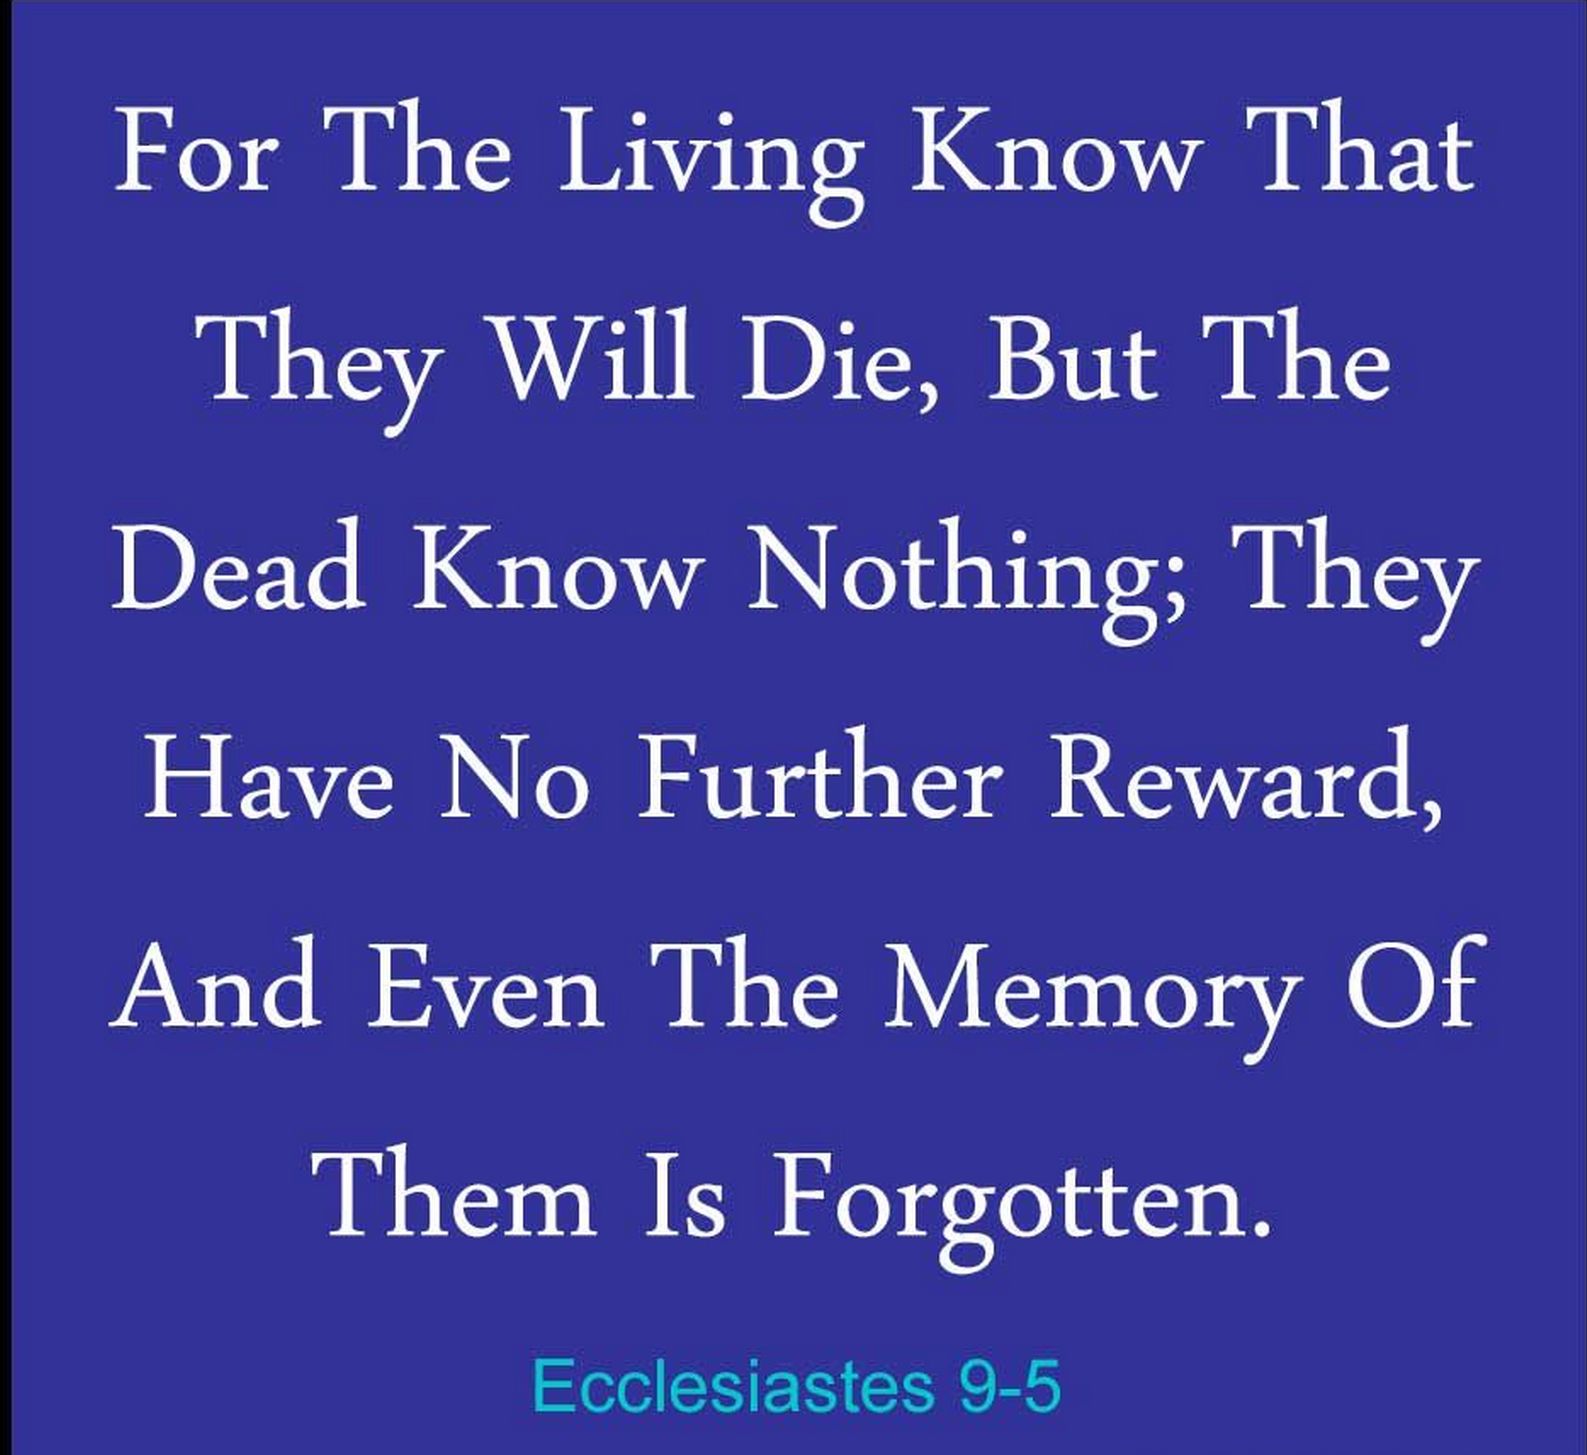 For The Living Know That
They Will Die, But The
Dead Know Nothing; They
Have No Further Reward,
And Even The Memory Of
Them Is Forgotten.
Ecclesiastes 9-5